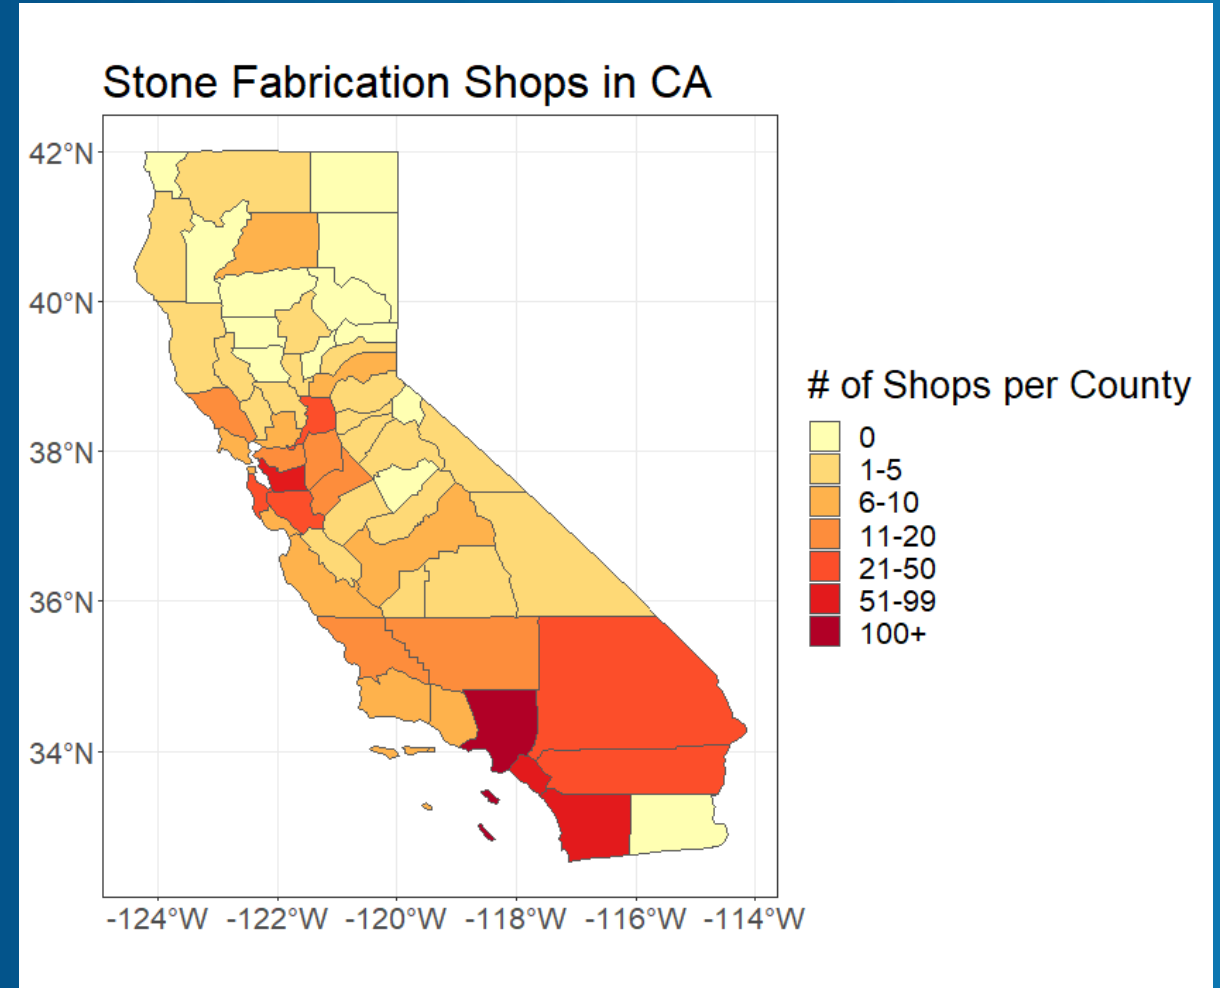 Stone Fabrication Shops in CA
42°N
40°N
38°N
36°N
34°N
-124°W -122°W -120°W -118°W -116°W -114°W
# of Shops per County
0
1-5
6-10
11-20
21-50
51-99
100+